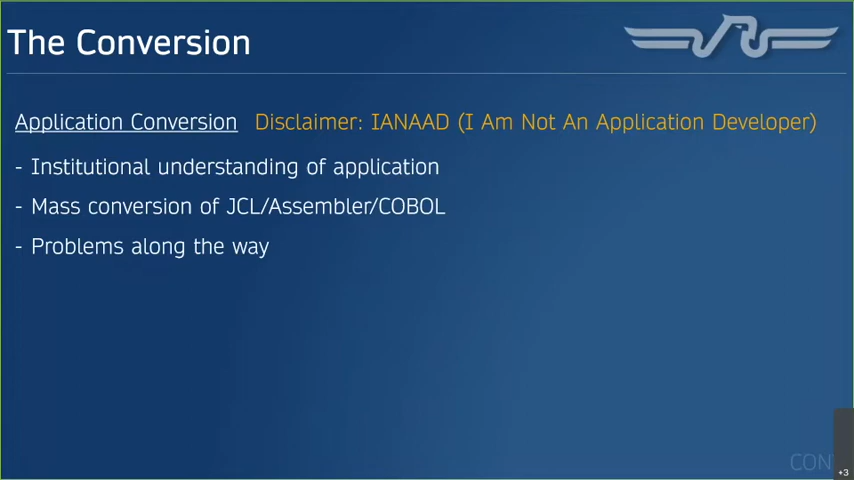 The Conversion
Application Conversion Disclaimer: IANAAD (I Am Not An Application Developer)
- Institutional understanding of application
- Mass conversion of JCL/Assembler/COBOL
- Problems along the way
CON
+3